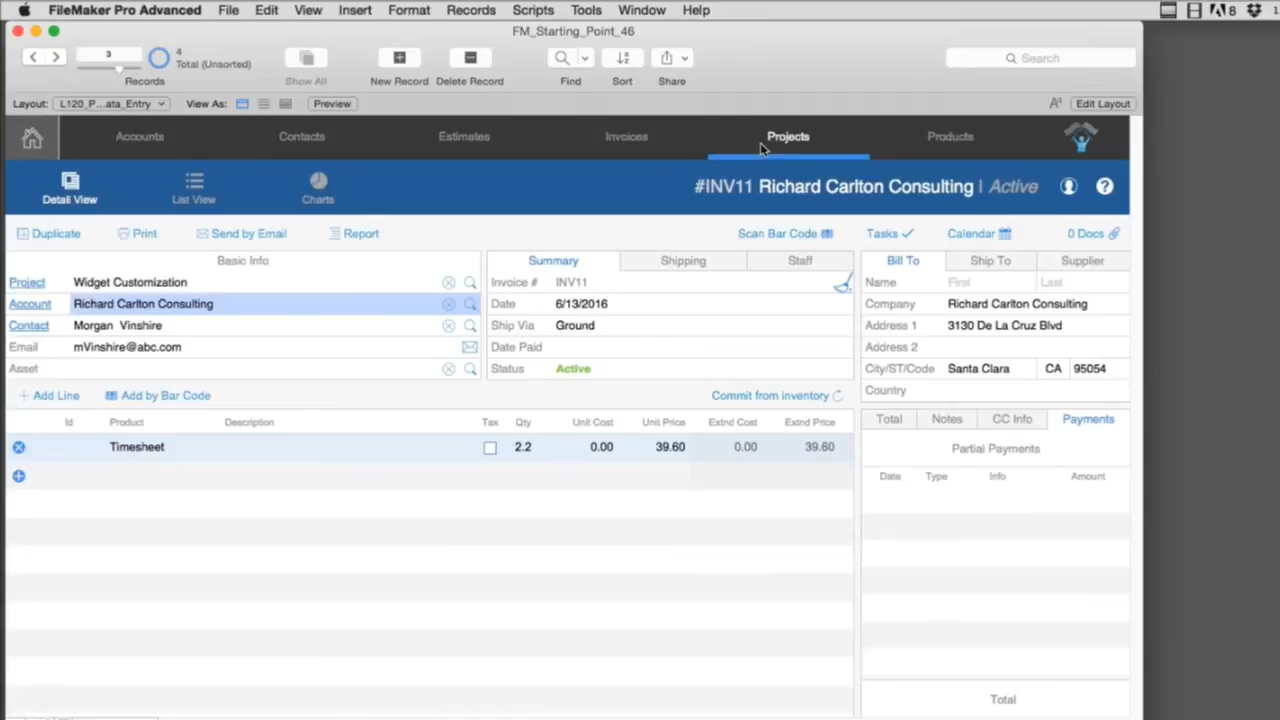 FileMaker Pro Advanced File Edit View Insert Format Records Scripts Tools Window Help 8 1
FM_Starting_Point_46
3 4 Total (Unsorted)
Records Show All New Record Delete Record Find Sort Share Search
Layout: L120_P...ata_Entry View As: Preview Edit Layout
Accounts Contacts Estimates Invoices Projects Products
Detail View List View Charts #INV11 Richard Carlton Consulting | Active ?
Duplicate Print Send by Email Report Scan Bar Code Tasks Calendar 0 Docs
Basic Info Summary Shipping Staff Bill To Ship To Supplier
Project Widget Customization Invoice # INV11 Name First Last
Account Richard Carlton Consulting Date 6/13/2016 Company Richard Carlton Consulting
Contact Morgan Vinshire Ship Via Ground Address 1 3130 De La Cruz Blvd
Email mVinshire@abc.com Date Paid Address 2
Asset Status Active City/ST/Code Santa Clara CA 95054
Country
+ Add Line Add by Bar Code Commit from inventory
Total Notes CC Info Payments
Id Product Description Tax Qty Unit Cost Unit Price Extnd Cost Extnd Price
Timesheet 2.2 0.00 39.60 0.00 39.60
Partial Payments
Date Type Info Amount
Total